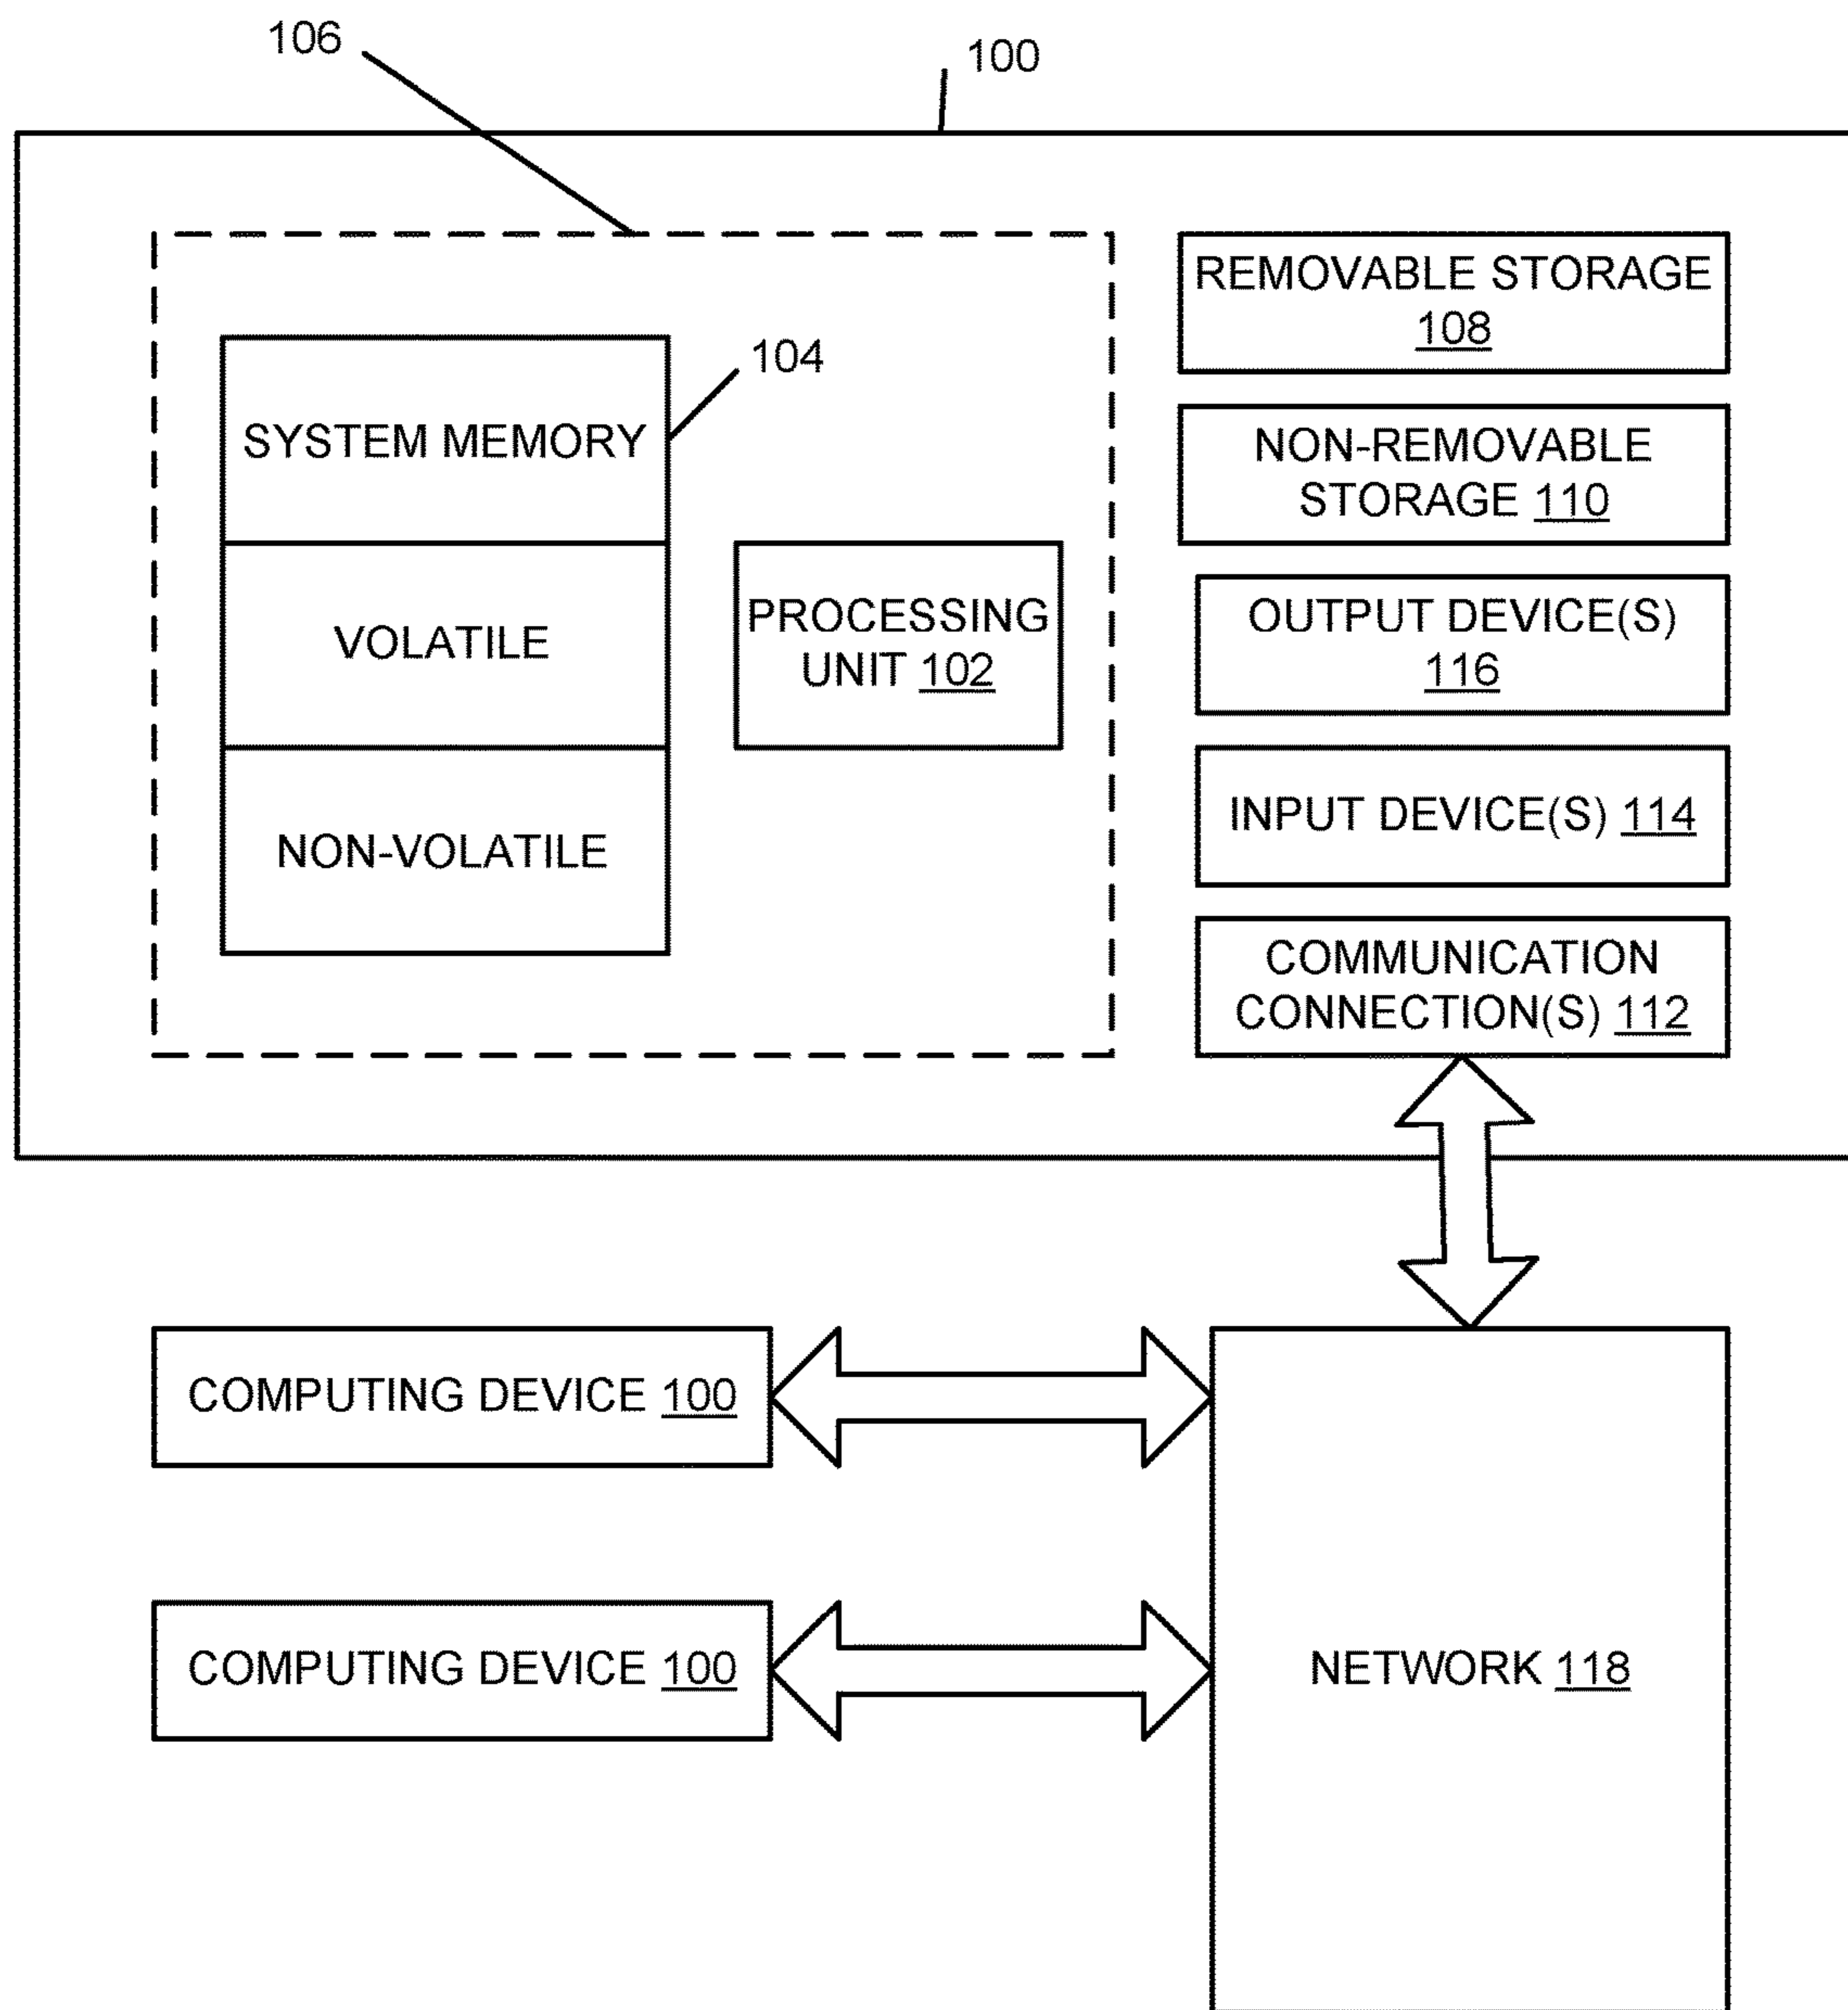 106
100
REMOVABLE STORAGE
108
104
SYSTEM MEMORY
NON-REMOVABLE
STORAGE 110
VOLATILE
PROCESSING
UNIT 102
OUTPUT DEVICE(S)
116
NON-VOLATILE
INPUT DEVICE(S) 114
COMMUNICATION
CONNECTION(S) 112
COMPUTING DEVICE 100
COMPUTING DEVICE 100
NETWORK 118